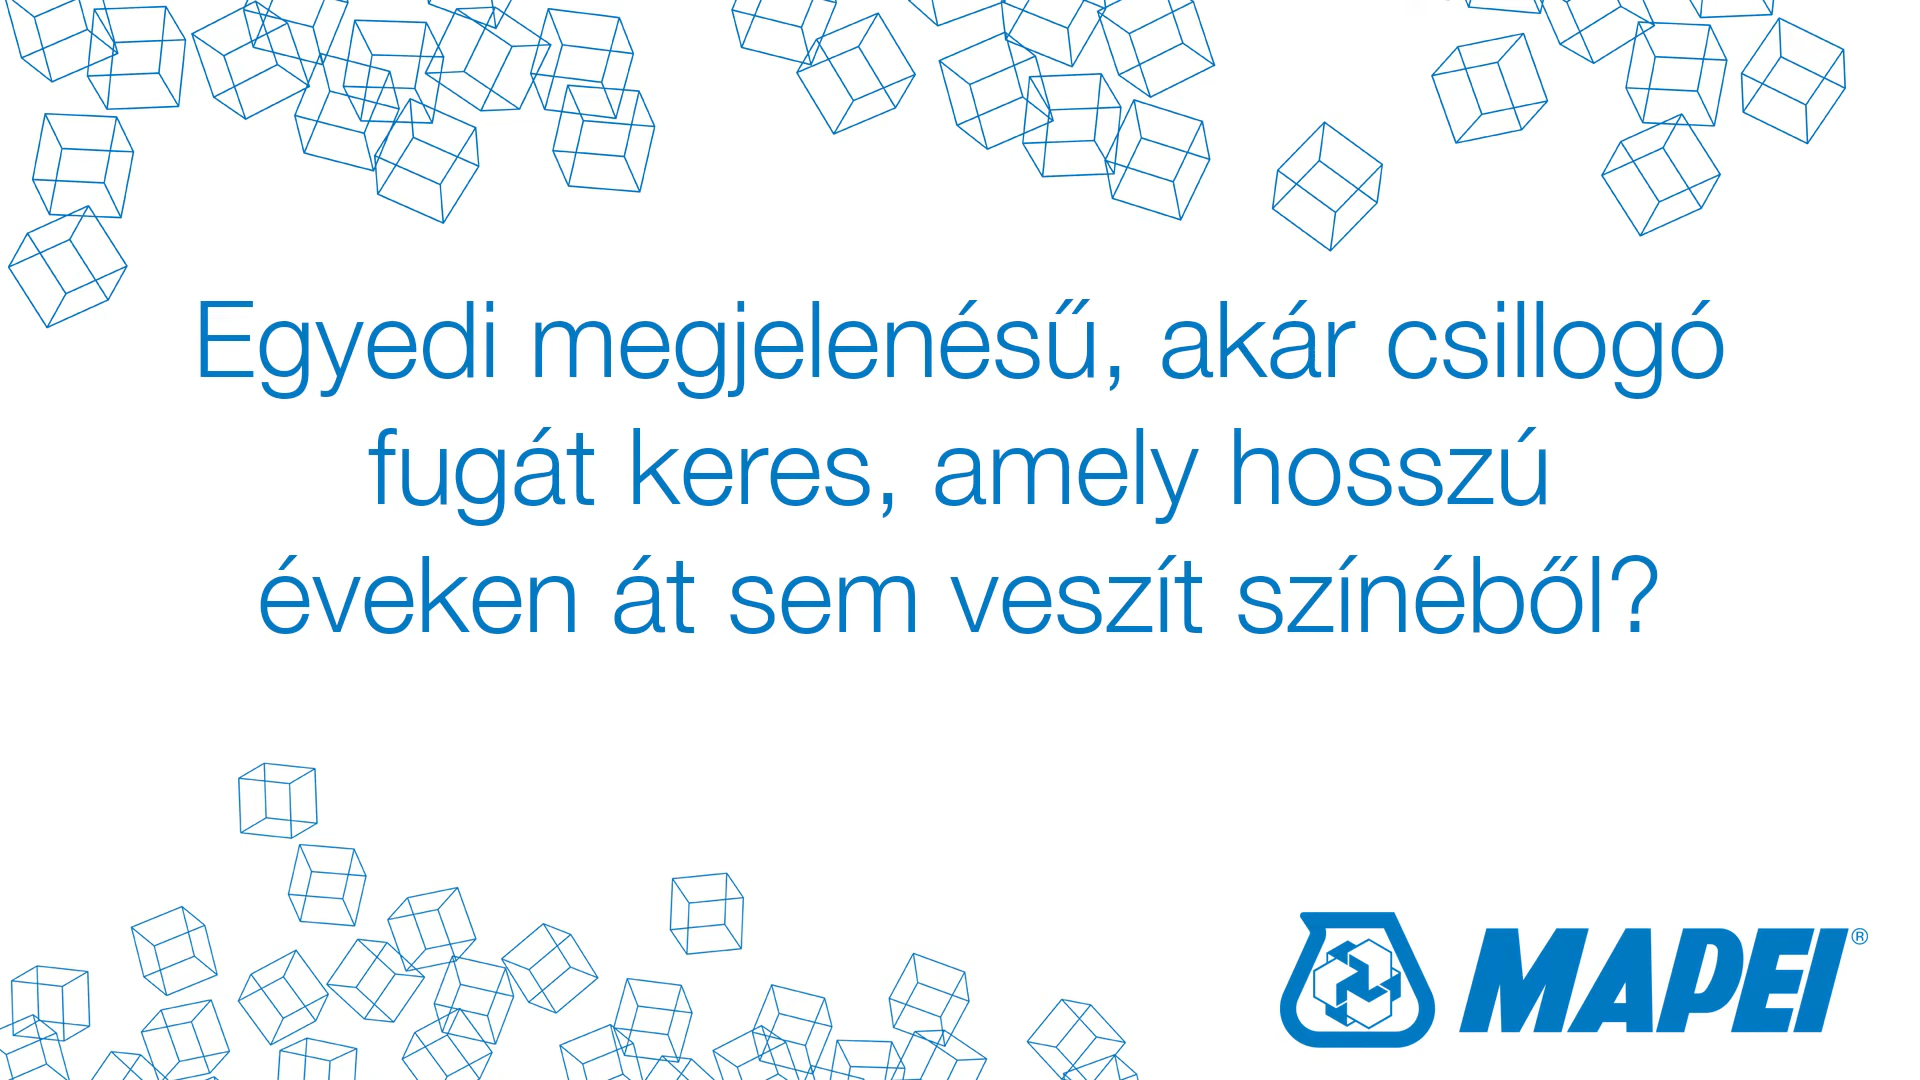 Egyedi megjelenésű, akár csillogó
fugát keres, amely hosszú
éveken át sem veszít színéből?
MAPEI®